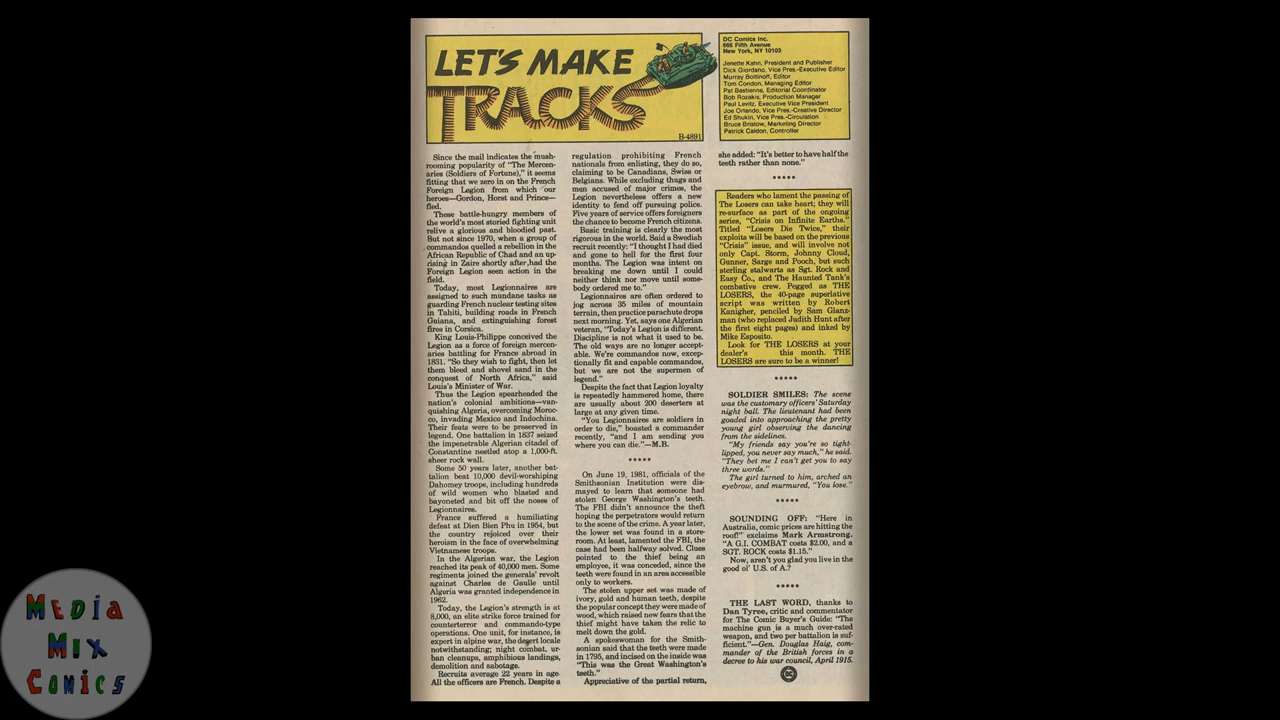 LET'S MAKE
TRACKS
B-4891
DC Comics Inc.
666 Fifth Avenue
New York, NY 10103
Jenette Kahn, President and Publisher
Dick Giordano, Vice Pres.-Executive Editor
Murray Boltinoff, Editor
Tom Condon, Managing Editor
Pat Bastienne, Editorial Coordinator
Bob Rozakis, Production Manager
Paul Levitz, Executive Vice President
Joe Orlando, Vice Pres.-Creative Director
Ed Shukin, Vice Pres.-Circulation
Bruce Bristow, Marketing Director
Patrick Caldon, Controller
Since the mail indicates the mush-
rooming popularity of "The Mercen-
aries (Soldiers of Fortune)," it seems
fitting that we zero in on the French
Foreign Legion from which our
heroes—Gordon, Horst and Prince—
fled.
These battle-hungry members of
the world's most storied fighting unit
relive a glorious and bloodied past.
But not since 1970, when a group of
commandos quelled a rebellion in the
African Republic of Chad and an up-
rising in Zaire shortly after, had the
Foreign Legion seen action in the
field.
Today, most Legionnaires are
assigned to such mundane tasks as
guarding French nuclear testing sites
in Tahiti, building roads in French
Guiana, and extinguishing forest
fires in Corsica.
King Louis-Philippe conceived the
Legion as a force of foreign mercen-
aries battling for France abroad in
1831. "So they wish to fight, then let
them bleed and shovel sand in the
conquest of North Africa," said
Louis's Minister of War.
Thus the Legion spearheaded the
nation's colonial ambitions—van-
quishing Algeria, overcoming Moroc-
co, invading Mexico and Indochina.
Their feats were to be preserved in
legend. One battalion in 1837 seized
the impenetrable Algerian citadel of
Constantine nestled atop a 1,000-ft.
sheer rock wall.
Some 50 years later, another bat-
talion beat 10,000 devil-worshiping
Dahomey troops, including hundreds
of wild women who blasted and
bayoneted and bit off the noses of
Legionnaires.
France suffered a humiliating
defeat at Dien Bien Phu in 1954, but
the country rejoiced over their
heroism in the face of overwhelming
Vietnamese troops.
In the Algerian war, the Legion
reached its peak of 40,000 men. Some
regiments joined the generals' revolt
against Charles de Gaulle until
Algeria was granted independence in
1962.
Today, the Legion's strength is at
8,000, an elite strike force trained for
counterterror and commando-type
operations. One unit, for instance, is
expert in alpine war, the desert locale
notwithstanding; night combat, ur-
ban cleanups, amphibious landings,
demolition and sabotage.
Recruits average 22 years in age.
All the officers are French. Despite a
regulation prohibiting French
nationals from enlisting, they do so,
claiming to be Canadians, Swiss or
Belgians. While excluding thugs and
men accused of major crimes, the
Legion nevertheless offers a new
identity to fend off pursuing police.
Five years of service offers foreigners
the chance to become French citizens.
Basic training is clearly the most
rigorous in the world. Said a Swedish
recruit recently: "I thought I had died
and gone to hell for the first four
months. The Legion was intent on
breaking me down until I could
neither think nor move until some-
body ordered me to."
Legionnaires are often ordered to
jog across 35 miles of mountain
terrain, then practice parachute drops
next morning. Yet, says one Algerian
veteran, "Today's Legion is different.
Discipline is not what it used to be.
The old ways are no longer accept-
able. We're commandos now, excep-
tionally fit and capable commandos,
but we are not the supermen of
legend."
Despite the fact that Legion loyalty
is repeatedly hammered home, there
are usually about 200 deserters at
large at any given time.
"You Legionnaires are soldiers in
order to die," boasted a commander
recently, "and I am sending you
where you can die."—M.B.
*****
On June 19, 1981, officials of the
Smithsonian Institution were dis-
mayed to learn that someone had
stolen George Washington's teeth.
The FBI didn't announce the theft
hoping the perpetrators would return
to the scene of the crime. A year later,
the lower set was found in a store-
room. At least, lamented the FBI, the
case had been halfway solved. Clues
pointed to the thief being an
employee, it was conceded, since the
teeth were found in an area accessible
only to workers.
The stolen upper set was made of
ivory, gold and human teeth, despite
the popular concept they were made of
wood, which raised new fears that the
thief might have taken the relic to
melt down the gold.
A spokeswoman for the Smith-
sonian said that the teeth were made
in 1795, and incised on the inside was
"This was the Great Washington's
teeth."
Appreciative of the partial return,
she added: "It's better to have half the
teeth rather than none."
*****
Readers who lament the passing of
The Losers can take heart; they will
re-surface as part of the ongoing
series, "Crisis on Infinite Earths."
Titled "Losers Die Twice," their
exploits will be based on the previous
"Crisis" issue, and will involve not
only Capt. Storm, Johnny Cloud,
Gunner, Sarge and Pooch, but such
sterling stalwarts as Sgt. Rock and
Easy Co., and The Haunted Tank's
combative crew. Pegged as THE
LOSERS, the 40-page superlative
script was written by Robert
Kanigher, penciled by Sam Glanz-
man (who replaced Judith Hunt after
the first eight pages) and inked by
Mike Esposito.
Look for THE LOSERS at your
dealer's this month. THE
LOSERS are sure to be a winner!
*****
SOLDIER SMILES: The scene
was the customary officers' Saturday
night ball. The lieutenant had been
goaded into approaching the pretty
young girl observing the dancing
from the sidelines.
"My friends say you're so tight-
lipped, you never say much," he said.
"They bet me I can't get you to say
three words."
The girl turned to him, arched an
eyebrow, and murmured, "You lose."
*****
SOUNDING OFF: "Here in
Australia, comic prices are hitting the
roof!" exclaims Mark Armstrong.
"A G.I. COMBAT costs $2.00, and a
SGT. ROCK costs $1.15."
Now, aren't you glad you live in the
good ol' U.S. of A.?
*****
THE LAST WORD, thanks to
Dan Tyree, critic and commentator
for The Comic Buyer's Guide: "The
machine gun is a much over-rated
weapon, and two per battalion is suf-
ficient."—Gen. Douglas Haig, com-
mander of the British forces in a
decree to his war council, April 1915.
DC
MEDIA
MIX
COMICS